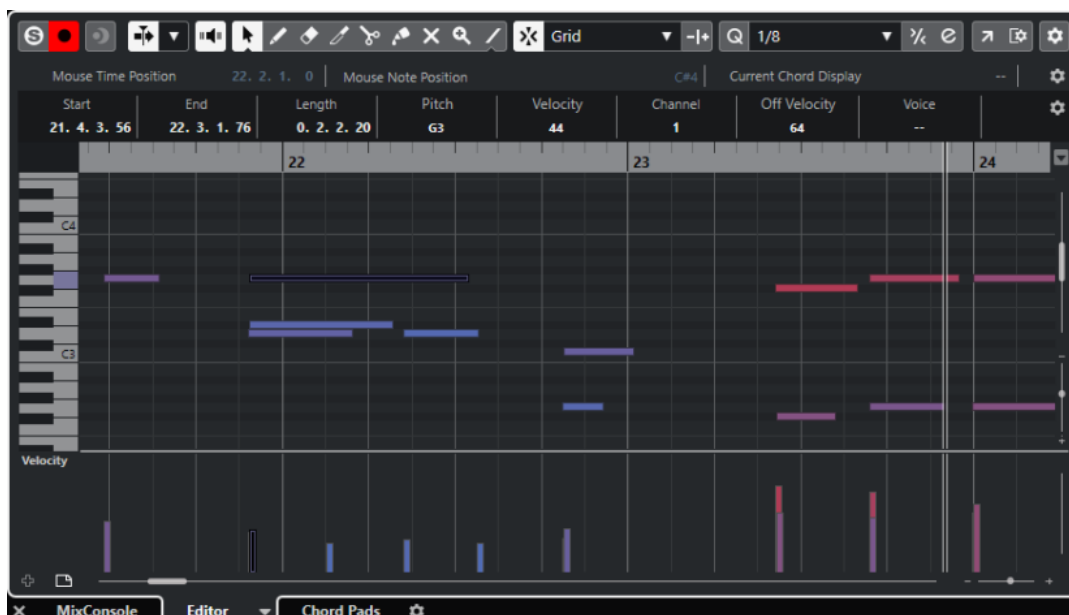 S Grid Q 1/8
Mouse Time Position 22. 2. 1. 0 Mouse Note Position C#4 Current Chord Display --
Start End Length Pitch Velocity Channel Off Velocity Voice
21. 4. 3. 56 22. 3. 1. 76 0. 2. 2. 20 G3 44 1 64 --
22 23 24
C4
C3
Velocity
MixConsole Editor Chord Pads